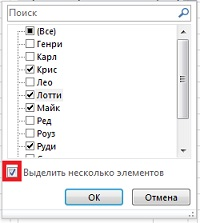 Поиск
(Все)
Генри
Карл
Крис
Лео
Лотти
Майк
Ред
Роуз
Руди
Выделить несколько элементов
ОК
Отмена